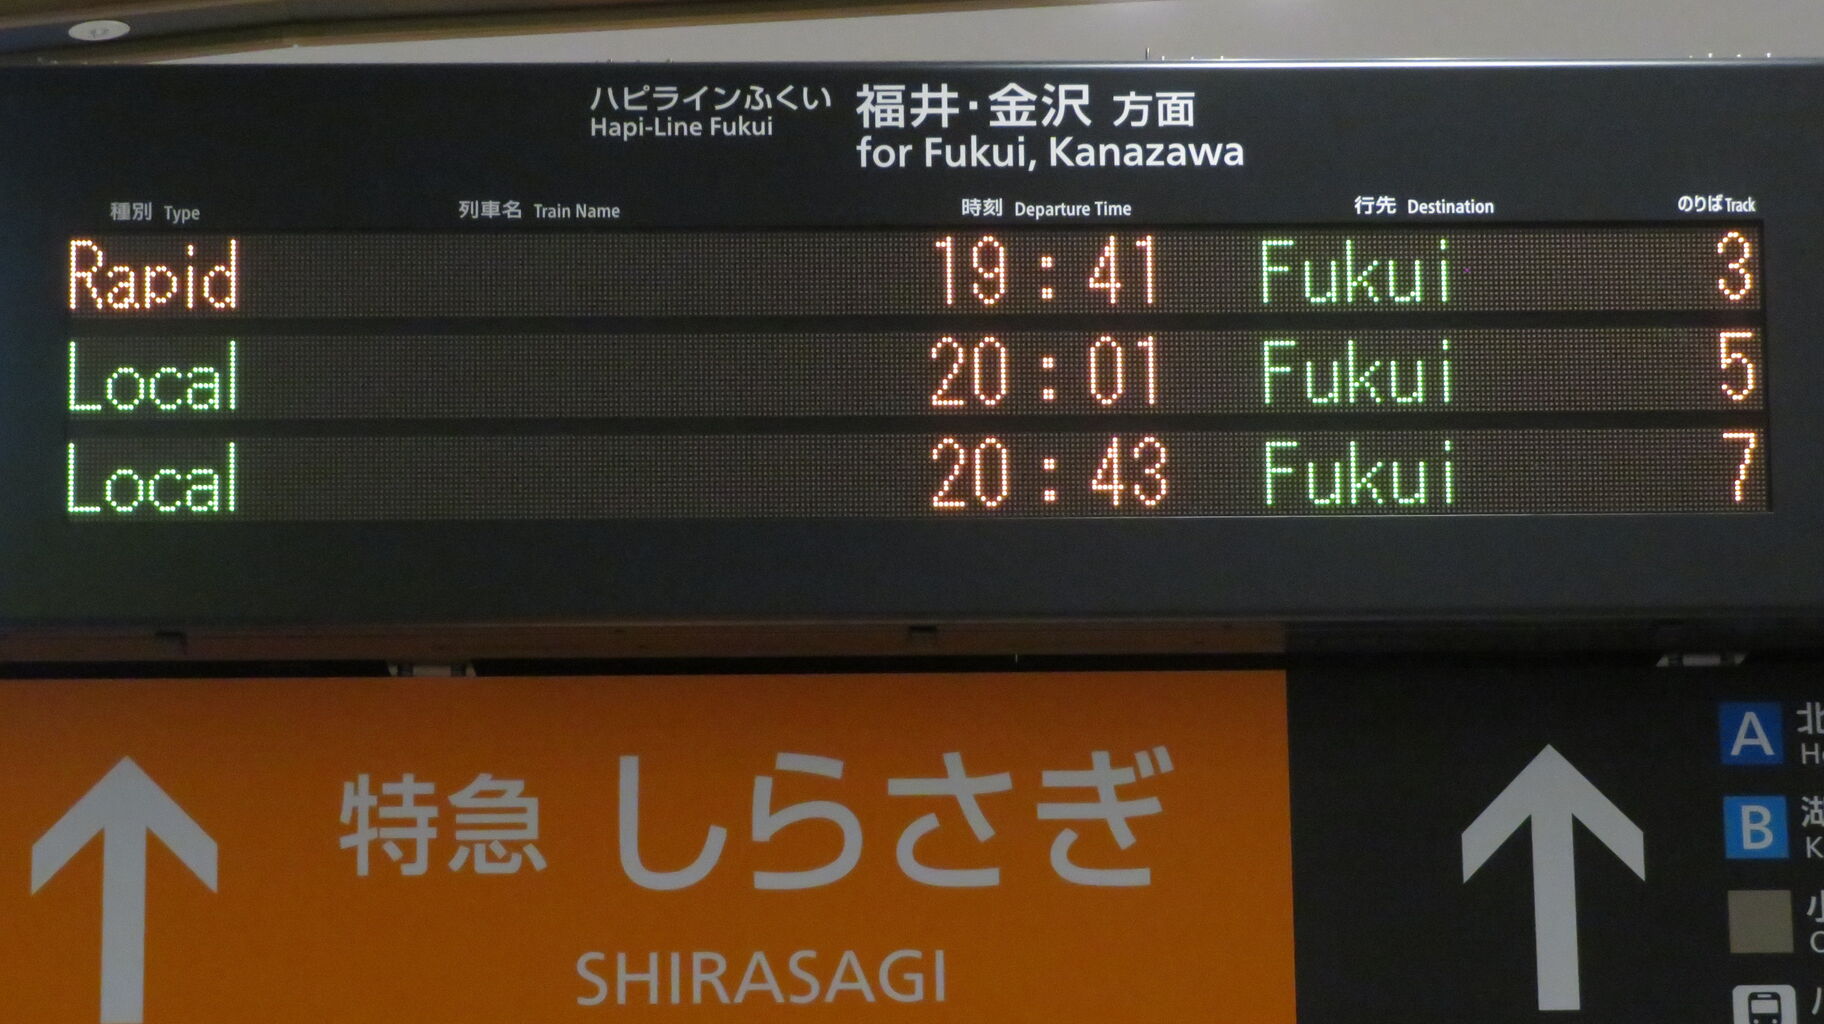 ハピラインふくい 福井・金沢 方面
Hapi-Line Fukui for Fukui, Kanazawa
種別 Type 列車名 Train Name 時刻 Departure Time 行先 Destination のりば Track
Rapid 19:41 Fukui 3
Local 20:01 Fukui 5
Local 20:43 Fukui 7
特急 しらさぎ
SHIRASAGI
A 北
B 湖
K
小